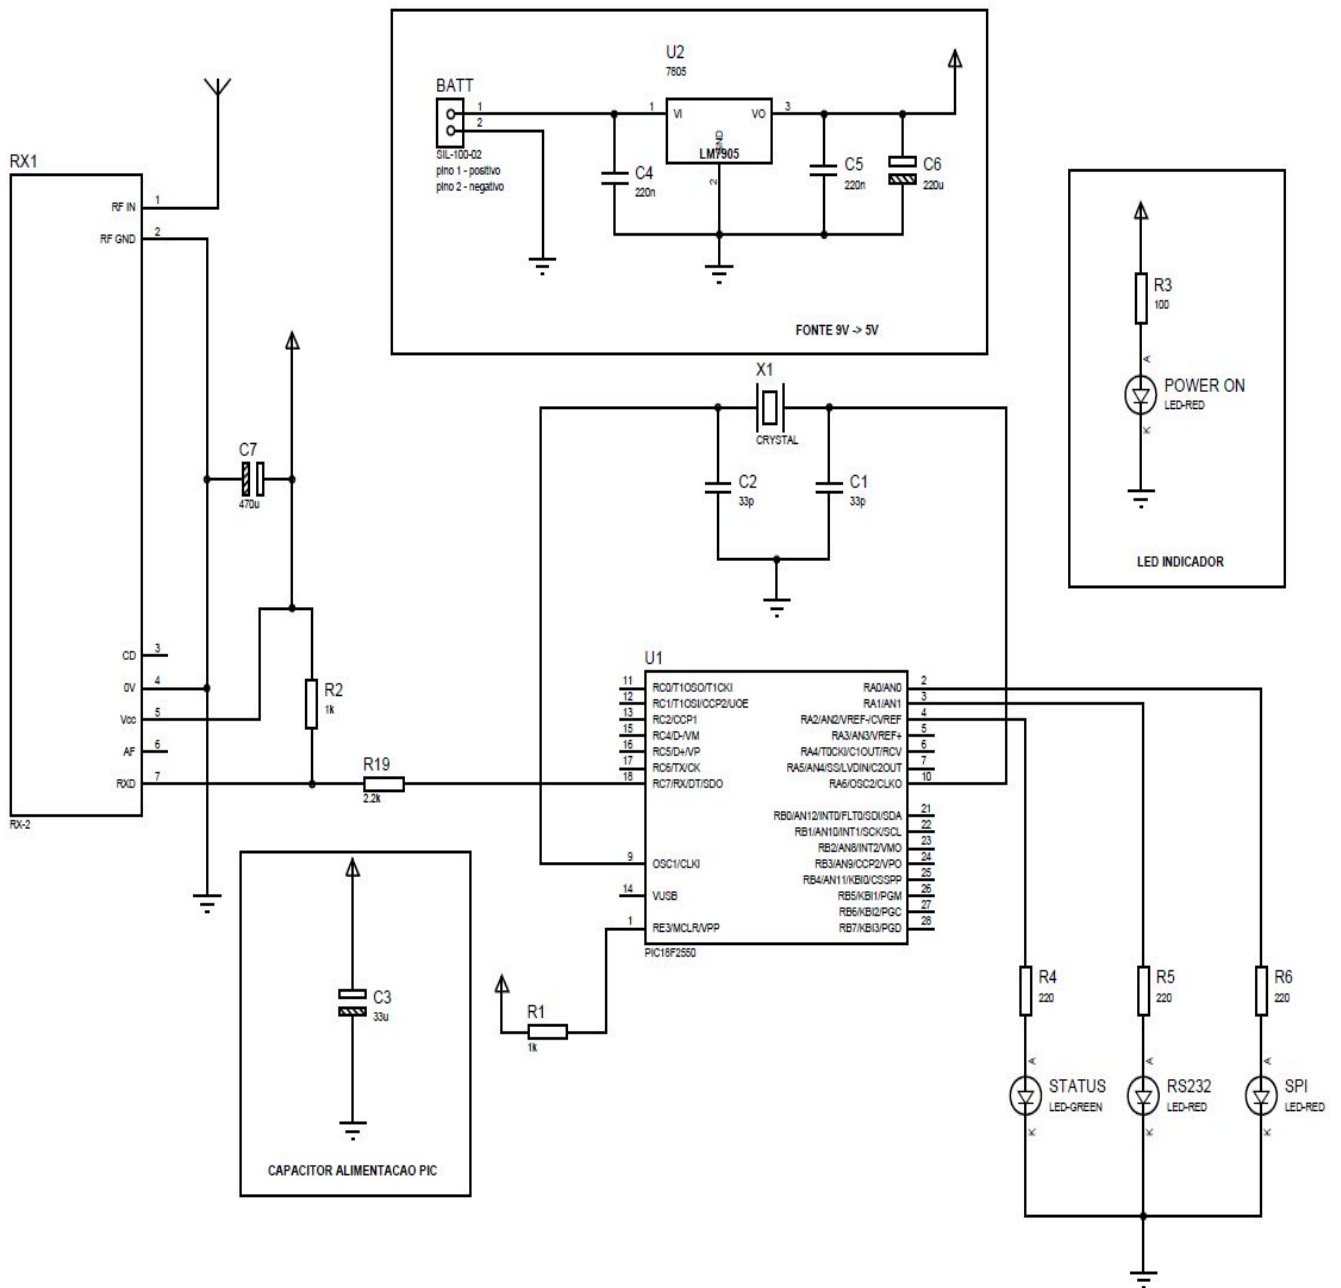 U2
7805
BATT
1
2
SIL-100-02
pino 1 - positivo
pino 2 - negativo
1
VI
VO
3
GND
LM7905
2
C4
220n
C5
220n
C6
220u
FONTE 9V -> 5V
RX1
RF IN
1
RF GND
2
CD
3
0V
4
Vcc
5
AF
6
RXD
7
RX-2
C7
470u
R2
1k
R19
2.2k
X1
CRYSTAL
C2
33p
C1
33p
R3
100
A
POWER ON
LED-RED
K
LED INDICADOR
U1
11
RC0/T1OSO/T1CKI
12
RC1/T1OSI/CCP2/UOE
13
RC2/CCP1
15
RC4/D-/VM
16
RC5/D+/VP
17
RC6/TX/CK
18
RC7/RX/DT/SDO
9
OSC1/CLKI
14
VUSB
1
RE3/MCLR/VPP
RA0/AN0
2
RA1/AN1
3
RA2/AN2/VREF-/CVREF
4
RA3/AN3/VREF+
5
RA4/T0CKI/C1OUT/RCV
6
RA5/AN4/SS/LVDIN/C2OUT
7
RA6/OSC2/CLKO
10
RB0/AN12/INT0/FLT0/SDI/SDA
21
RB1/AN10/INT1/SCK/SCL
22
RB2/AN8/INT2/VMO
23
RB3/AN9/CCP2/VPO
24
RB4/AN11/KBI0/CSSPP
25
RB5/KBI1/PGM
26
RB6/KBI2/PGC
27
RB7/KBI3/PGD
28
PIC18F2550
C3
33u
CAPACITOR ALIMENTACAO PIC
R1
1k
R4
220
R5
220
R6
220
A
STATUS
LED-GREEN
K
A
RS232
LED-RED
K
A
SPI
LED-RED
K